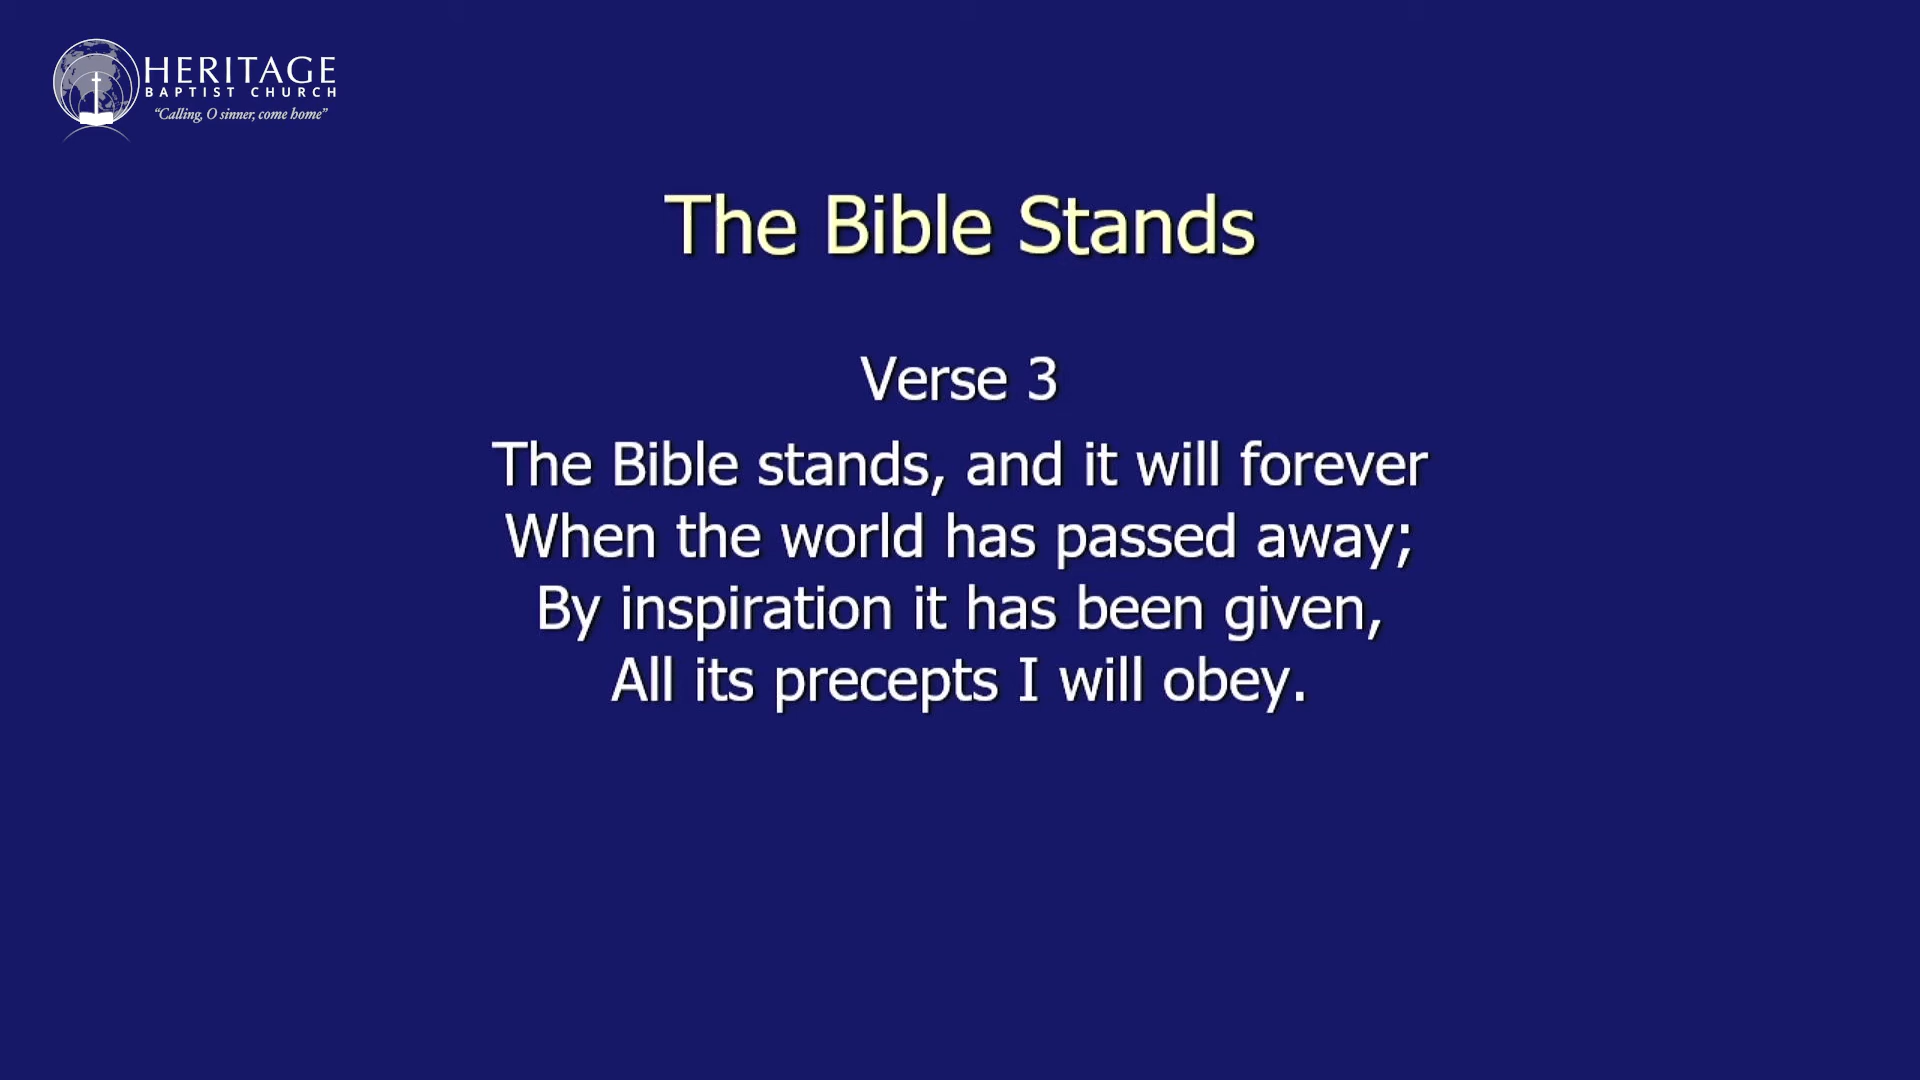 HERITAGE
BAPTIST CHURCH
“Calling, O sinner, come home”
The Bible Stands
Verse 3
The Bible stands, and it will forever
When the world has passed away;
By inspiration it has been given,
All its precepts I will obey.